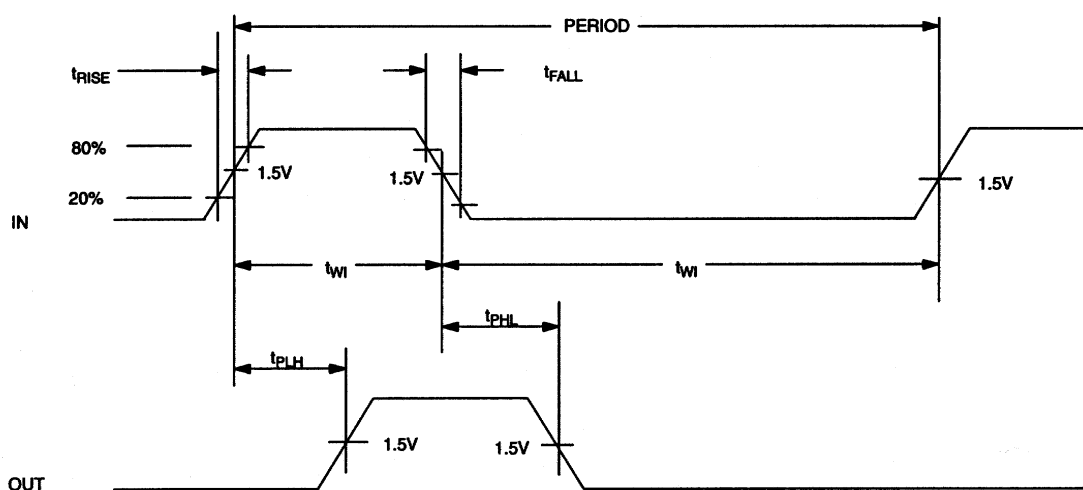 PERIOD
tRISE
tFALL
80%
1.5V
1.5V
1.5V
20%
IN
tWI
tWI
tPHL
tPLH
1.5V
1.5V
OUT